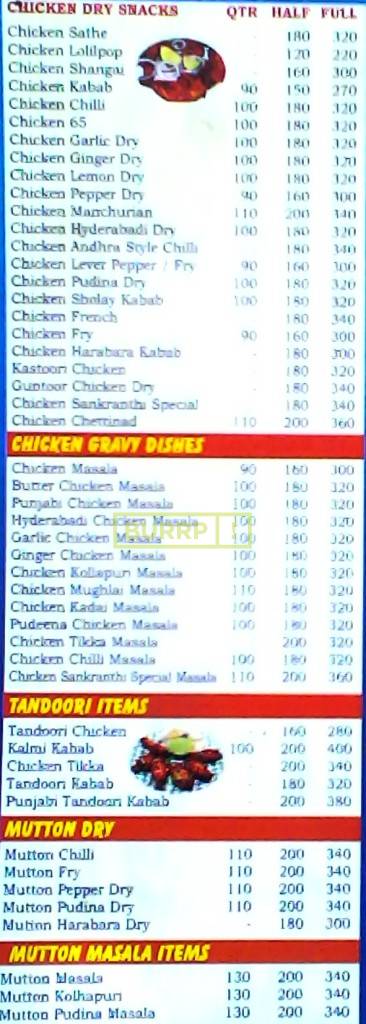 CHICKEN DRY SNACKS QTR HALF FULL
Chicken Sathe 180 320
Chicken Lolilpop 120 220
Chicken Shangai 160 300
Chicken Kabab 90 150 270
Chicken Chilli 100 180 320
Chicken 65 100 180 320
Chicken Garlic Dry 100 180 320
Chicken Ginger Dry 100 180 320
Chicken Lemon Dry 100 180 320
Chicken Pepper Dry 90 160 300
Chicken Manchurian 110 200 340
Chicken Hyderabadi Dry 100 180 320
Chicken Andhra Style Chilli 180 340
Chicken Lever Pepper / Fry 90 160 300
Chicken Pudina Dry 100 180 320
Chicken Sholay Kabab 100 180 320
Chicken French - 180 340
Chicken Fry 90 160 300
Chicken Harabara Kabab - 180 300
Kastoori Chicken - 180 320
Guntoor Chicken Dry - 180 340
Chicken Sankranthi Special 180 340
Chicken Chettinad 110 200 360
CHICKEN GRAVY DISHES
Chicken Masala 90 160 300
Butter Chicken Masala 100 180 320
Punjabi Chicken Masala 100 180 320
Hyderabadi Chicken Masala 100 180 320
BURRP!
Garlic Chicken Masala 100 180 320
Ginger Chicken Masala 100 180 320
Chicken Kollapuri Masala 100 180 320
Chicken Mughlai Masala 110 180 320
Chicken Kadai Masala 100 180 320
Pudeena Chicken Masala 100 180 320
Chicken Tikka Masala 200 320
Chicken Chilli Masala 100 180 320
Chicken Sankranthi Special Masala 110 200 360
TANDOORI ITEMS
Tandoori Chicken - 160 280
Kalmi Kabab 100 200 400
Chicken Tikka - 200 340
Tandoori Kabab - 180 320
Punjabi Tandoori Kabab 200 380
MUTTON DRY
Mutton Chilli 110 200 340
Mutton Fry 110 200 340
Mutton Pepper Dry 110 200 340
Mutton Pudina Dry 110 200 340
Mutton Harabara Dry - 180 300
MUTTON MASALA ITEMS
Mutton Masala 130 200 340
Mutton Kolhapuri 130 200 340
Mutton Pudina Masala 130 200 340